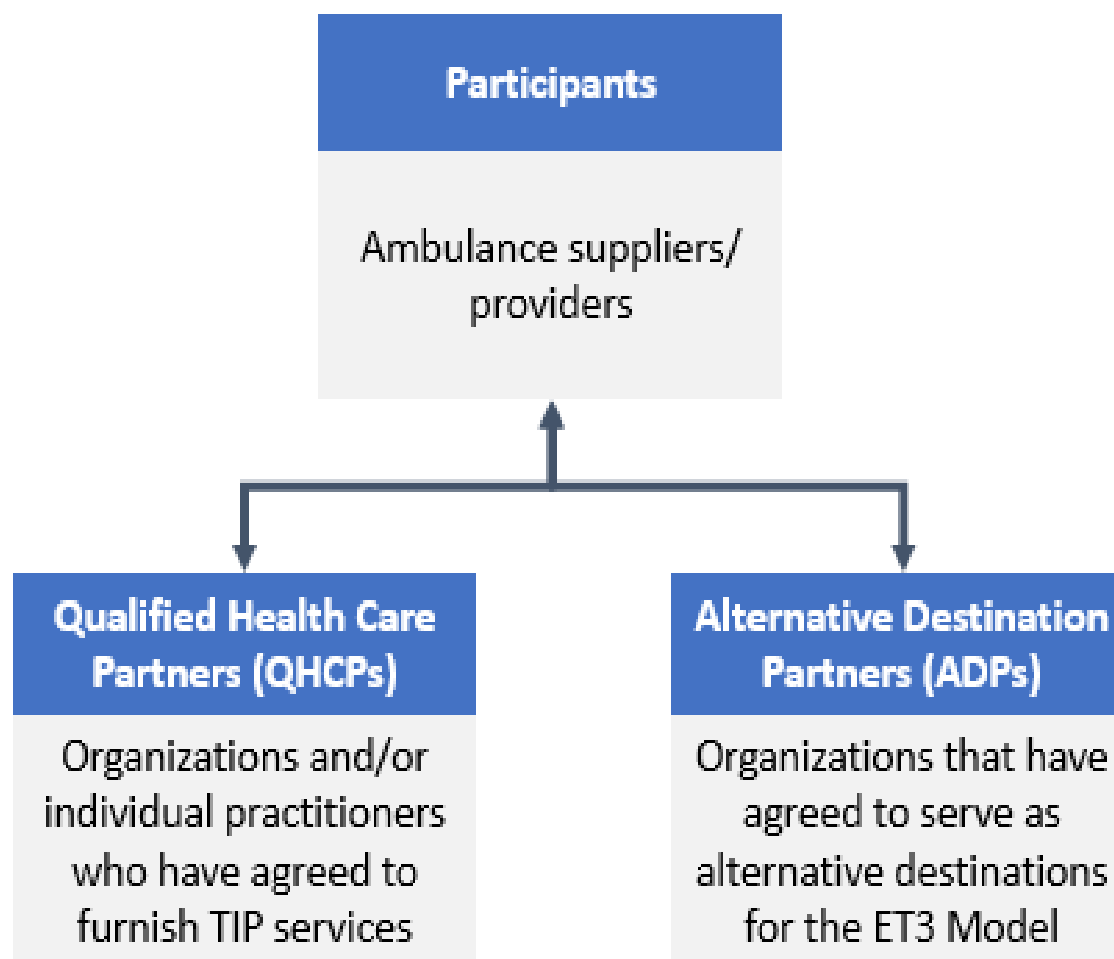 Participants
Ambulance suppliers/
providers
Qualified Health Care
Partners (QHCPs)
Organizations and/or
individual practitioners
who have agreed to
furnish TIP services
Alternative Destination
Partners (ADPs)
Organizations that have
agreed to serve as
alternative destinations
for the ET3 Model